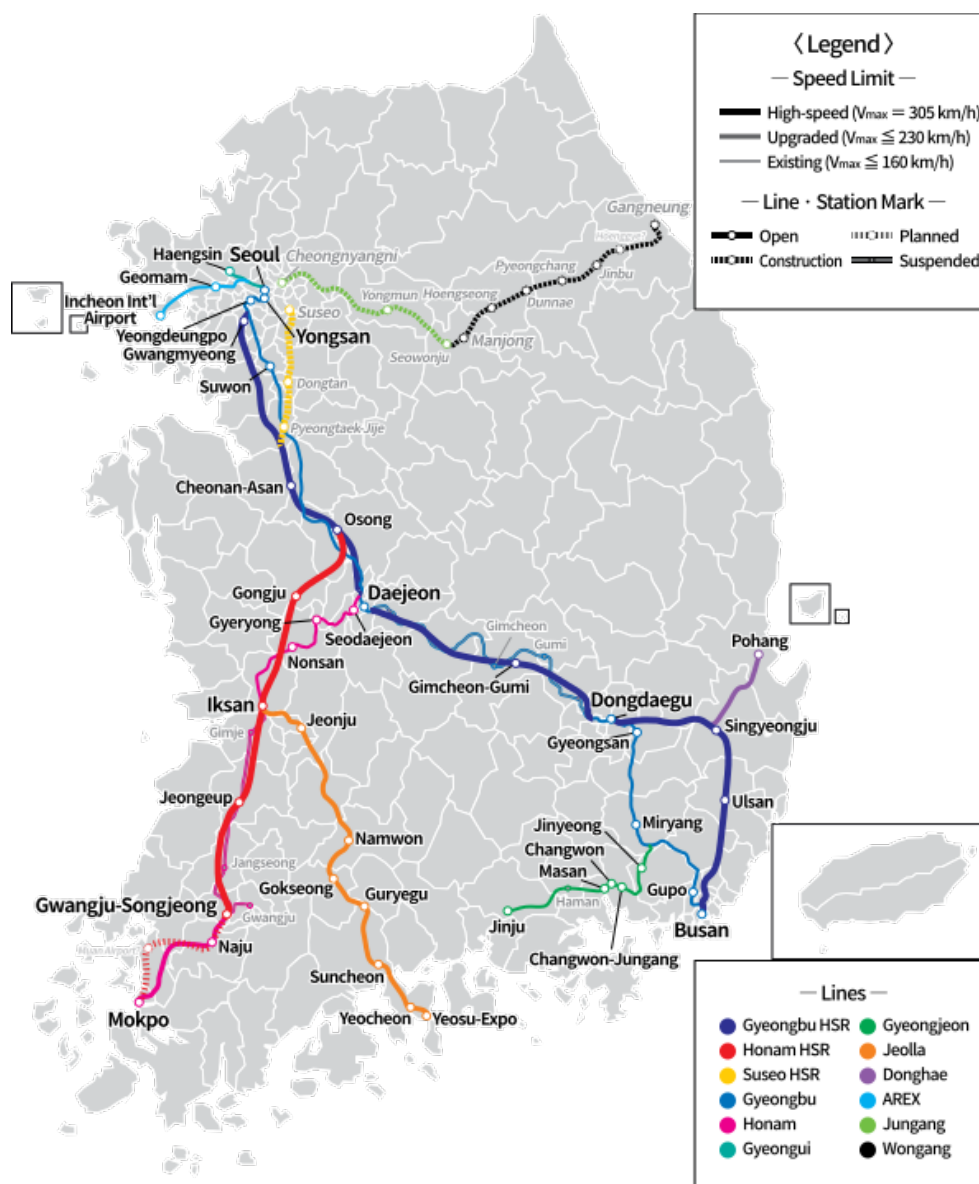 〈 Legend 〉
— Speed Limit —
High-speed (Vmax = 305 km/h)
Upgraded (Vmax ≦ 230 km/h)
Existing (Vmax ≦ 160 km/h)
— Line · Station Mark —
Open
Planned
Construction
Suspended
Gangneung
Haengsin
Seoul
Cheongnyangni
Geomam
Pyeongchang
Jinbu
Incheon Int'l
Airport
Yongmun
Hoengseong
Dunnae
Suseo
Yeongdeungpo
Yongsan
Manjong
Gwangmyeong
Seowonju
Suwon
Dongtan
Pyeongtaek-Jije
Cheonan-Asan
Osong
Gongju
Daejeon
Gyeryong
Seodaejeon
Gimcheon
Gumi
Pohang
Nonsan
Gimcheon-Gumi
Iksan
Jeonju
Dongdaegu
Gimje
Gyeongsan
Singyeongju
Jeongeup
Ulsan
Miryang
Namwon
Jinyeong
Changwon
Jangseong
Masan
Gokseong
Guryegu
Haman
Gupo
Gwangju-Songjeong
Gwangju
Jinju
Busan
Naju
Muan Airport
Changwon-Jungang
Suncheon
Mokpo
Yeocheon
Yeosu-Expo
— Lines —
Gyeongbu HSR
Gyeongjeon
Honam HSR
Jeolla
Suseo HSR
Donghae
Gyeongbu
AREX
Honam
Jungang
Gyeongui
Wongang